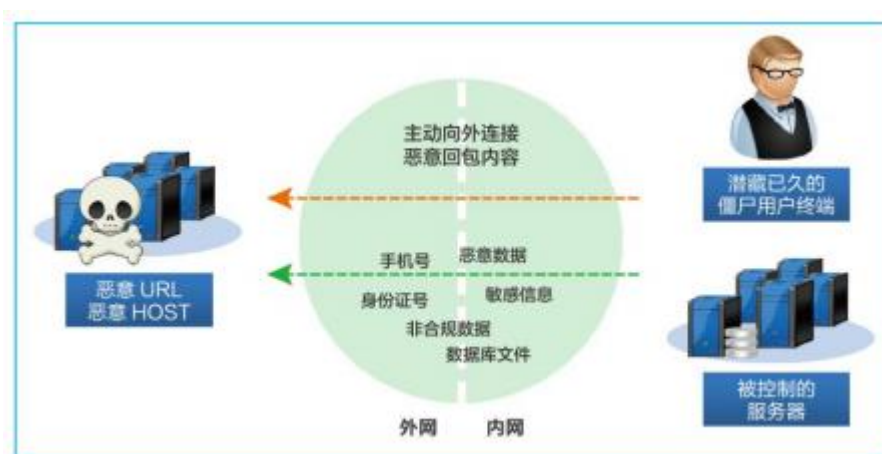 主动向外连接
恶意回包内容
潜藏已久的
僵尸用户终端
手机号
恶意数据
恶意 URL
恶意 HOST
身份证号
敏感信息
非合规数据
数据库文件
被控制的
服务器
外网
内网